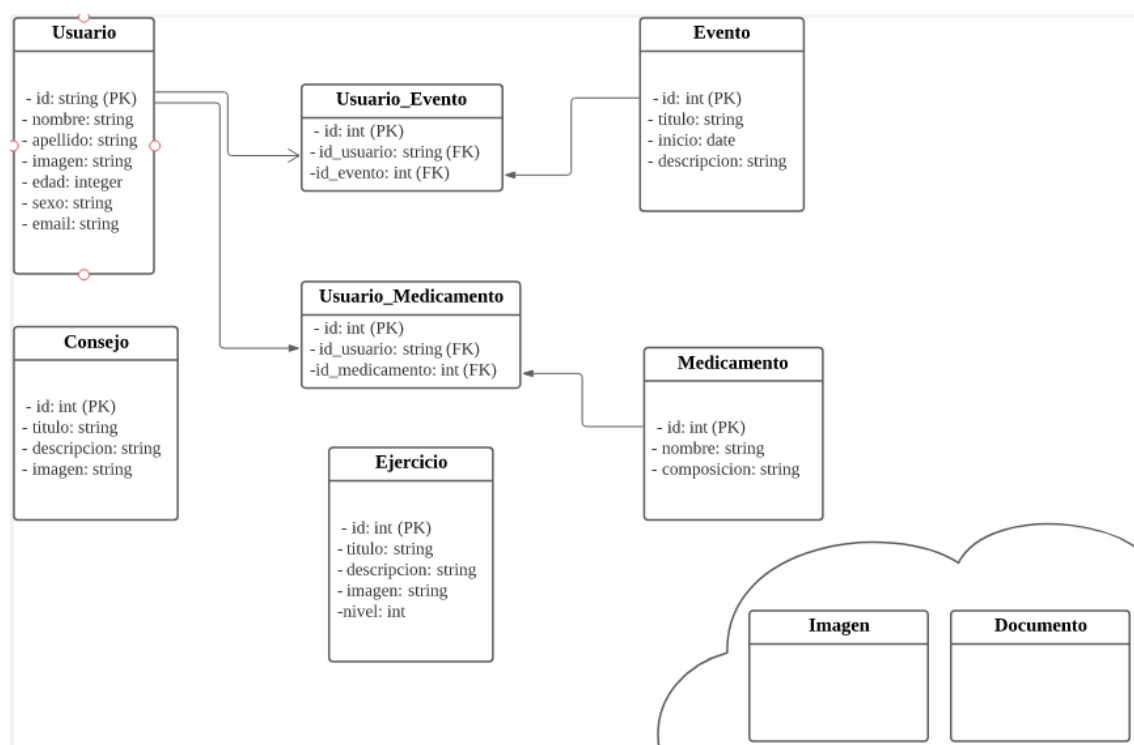 Usuario
- id: string (PK)
- nombre: string
- apellido: string
- imagen: string
- edad: integer
- sexo: string
- email: string
Usuario_Evento
- id: int (PK)
- id_usuario: string (FK)
-id_evento: int (FK)
Evento
- id: int (PK)
- titulo: string
- inicio: date
- descripcion: string
Usuario_Medicamento
- id: int (PK)
- id_usuario: string (FK)
-id_medicamento: int (FK)
Consejo
- id: int (PK)
- titulo: string
- descripcion: string
- imagen: string
Medicamento
- id: int (PK)
- nombre: string
- composicion: string
Ejercicio
- id: int (PK)
- titulo: string
- descripcion: string
- imagen: string
-nivel: int
Imagen
Documento